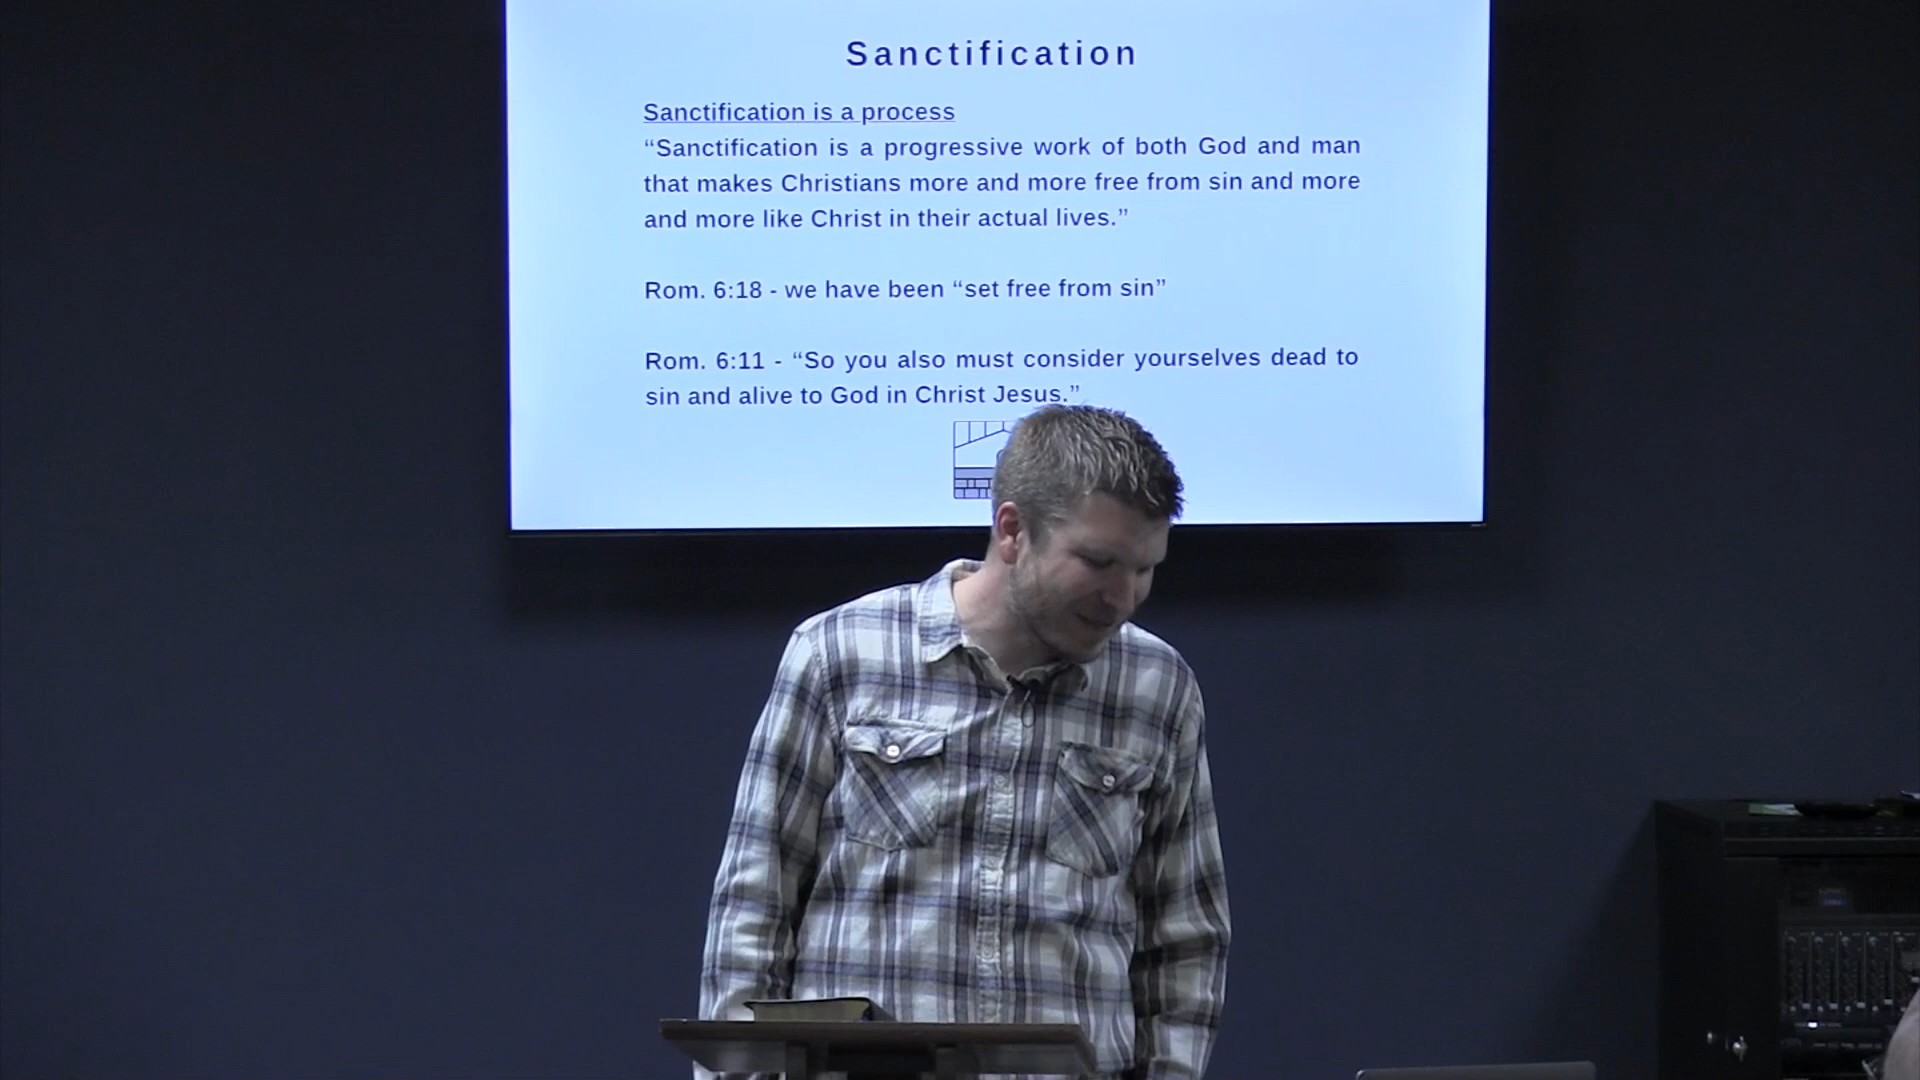 Sanctification
Sanctification is a process
“Sanctification is a progressive work of both God and man
that makes Christians more and more free from sin and more
and more like Christ in their actual lives.”
Rom. 6:18 - we have been “set free from sin”
Rom. 6:11 - “So you also must consider yourselves dead to
sin and alive to God in Christ Jesus.”